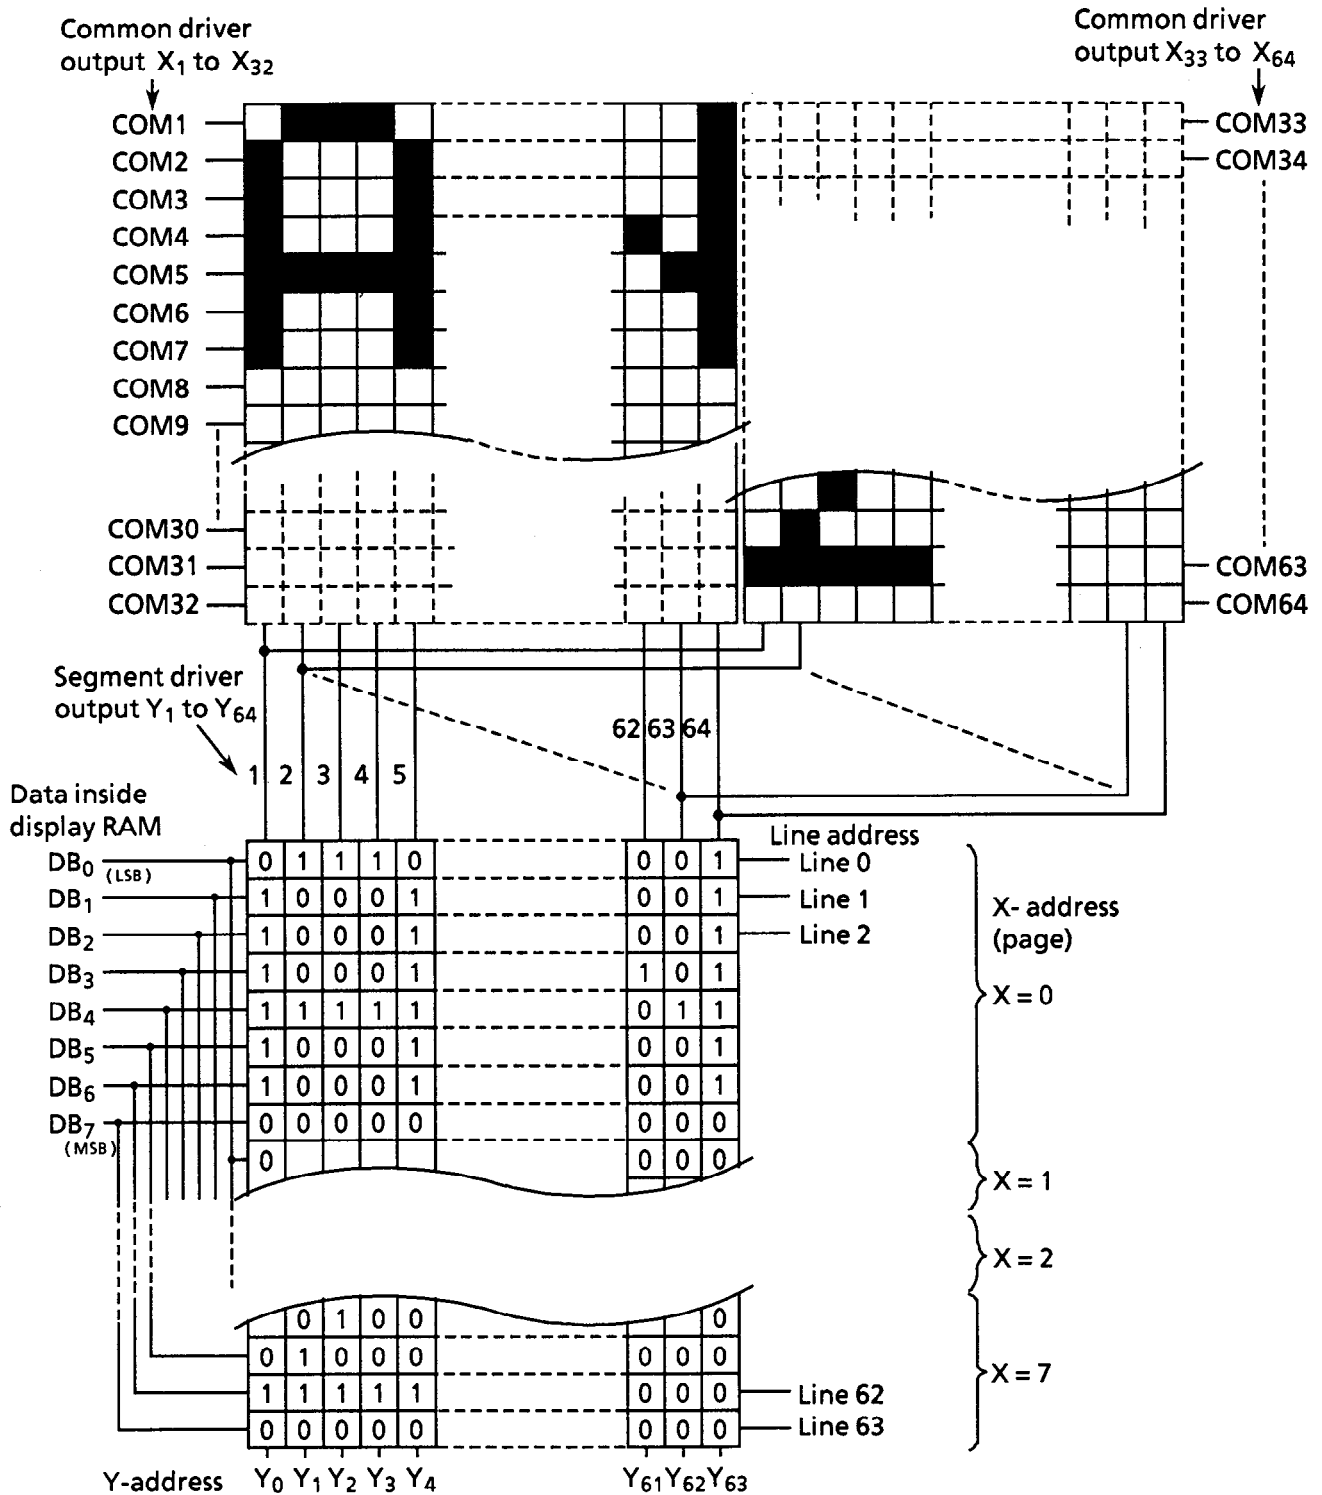 Common driver
output X1 to X32
Common driver
output X33 to X64
COM1
COM2
COM3
COM4
COM5
COM6
COM7
COM8
COM9
COM30
COM31
COM32
COM33
COM34
COM63
COM64
Segment driver
output Y1 to Y64
1 2 3 4 5
62 63 64
Data inside
display RAM
Line address
DB0 (LSB) 0 1 1 1 0 0 0 1 Line 0
DB1 1 0 0 0 1 0 0 1 Line 1
DB2 1 0 0 0 1 0 0 1 Line 2
DB3 1 0 0 0 1 1 0 1
DB4 1 1 1 1 1 0 1 1
DB5 1 0 0 0 1 0 0 1
DB6 1 0 0 0 1 0 0 1
DB7 (MSB) 0 0 0 0 0 0 0 0
0 0 0 0
X- address
(page)
X = 0
X = 1
X = 2
X = 7
0 1 0 0 0
0 1 0 0 0 0 0 0
1 1 1 1 1 0 0 0 Line 62
0 0 0 0 0 0 0 0 Line 63
Y-address Y0 Y1 Y2 Y3 Y4 Y61 Y62 Y63